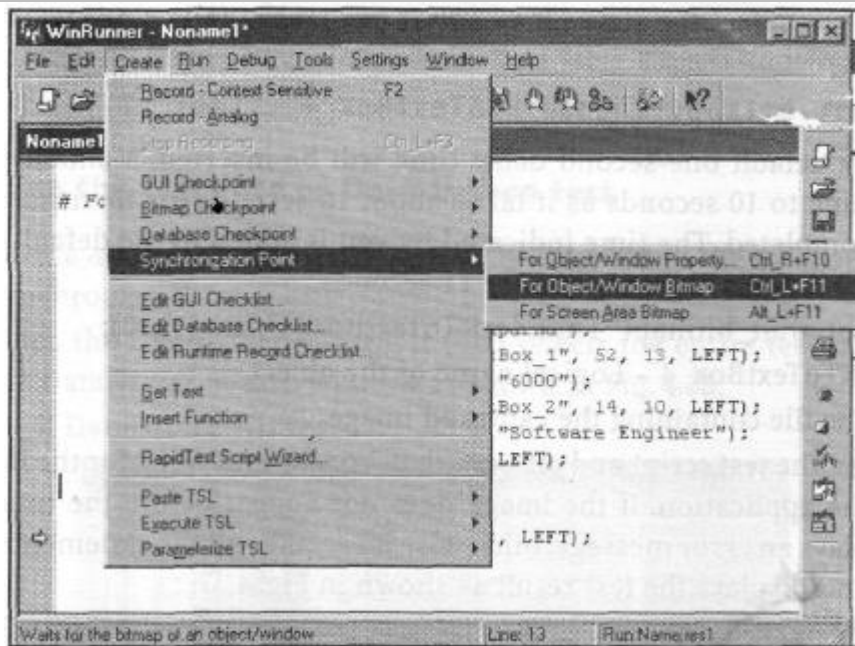 WinRunner - Noname1*
File Edit Create Run Debug Tools Settings Window Help
Record - Context Sensitive F2
Record - Analog
Stop Recording Ctrl_L+F3
Noname1
GUI Checkpoint
Bitmap Checkpoint
Database Checkpoint
Synchronization Point
For Object/Window Property... Ctrl_R+F10
For Object/Window Bitmap Ctrl_L+F11
For Screen Area Bitmap Alt_L+F11
# Fo
Edit GUI Checklist...
Edit Database Checklist...
Edit Runtime Record Checklist...
Get Text
Insert Function
RapidTest Script Wizard...
Paste TSL
Execute TSL
Parameterize TSL
Box_1", 52, 13, LEFT);
"6000");
Box_2", 14, 10, LEFT);
"Software Engineer");
LEFT);
, LEFT);
Waits for the bitmap of an object/window Line: 13 Run Name: res1